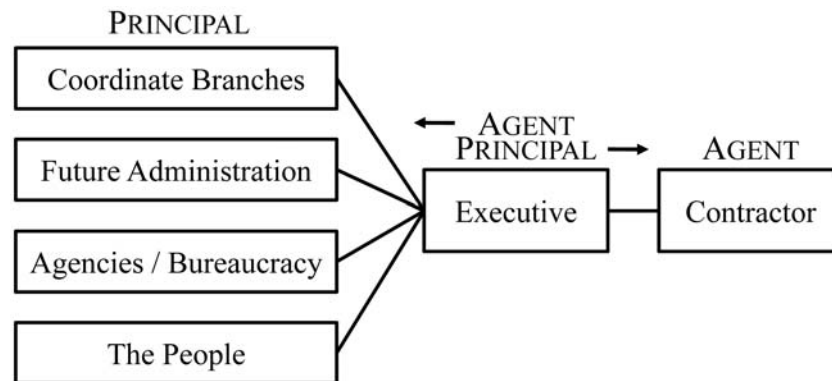 PRINCIPAL
Coordinate Branches
Future Administration
Agencies / Bureaucracy
The People
AGENT
PRINCIPAL
Executive
AGENT
Contractor